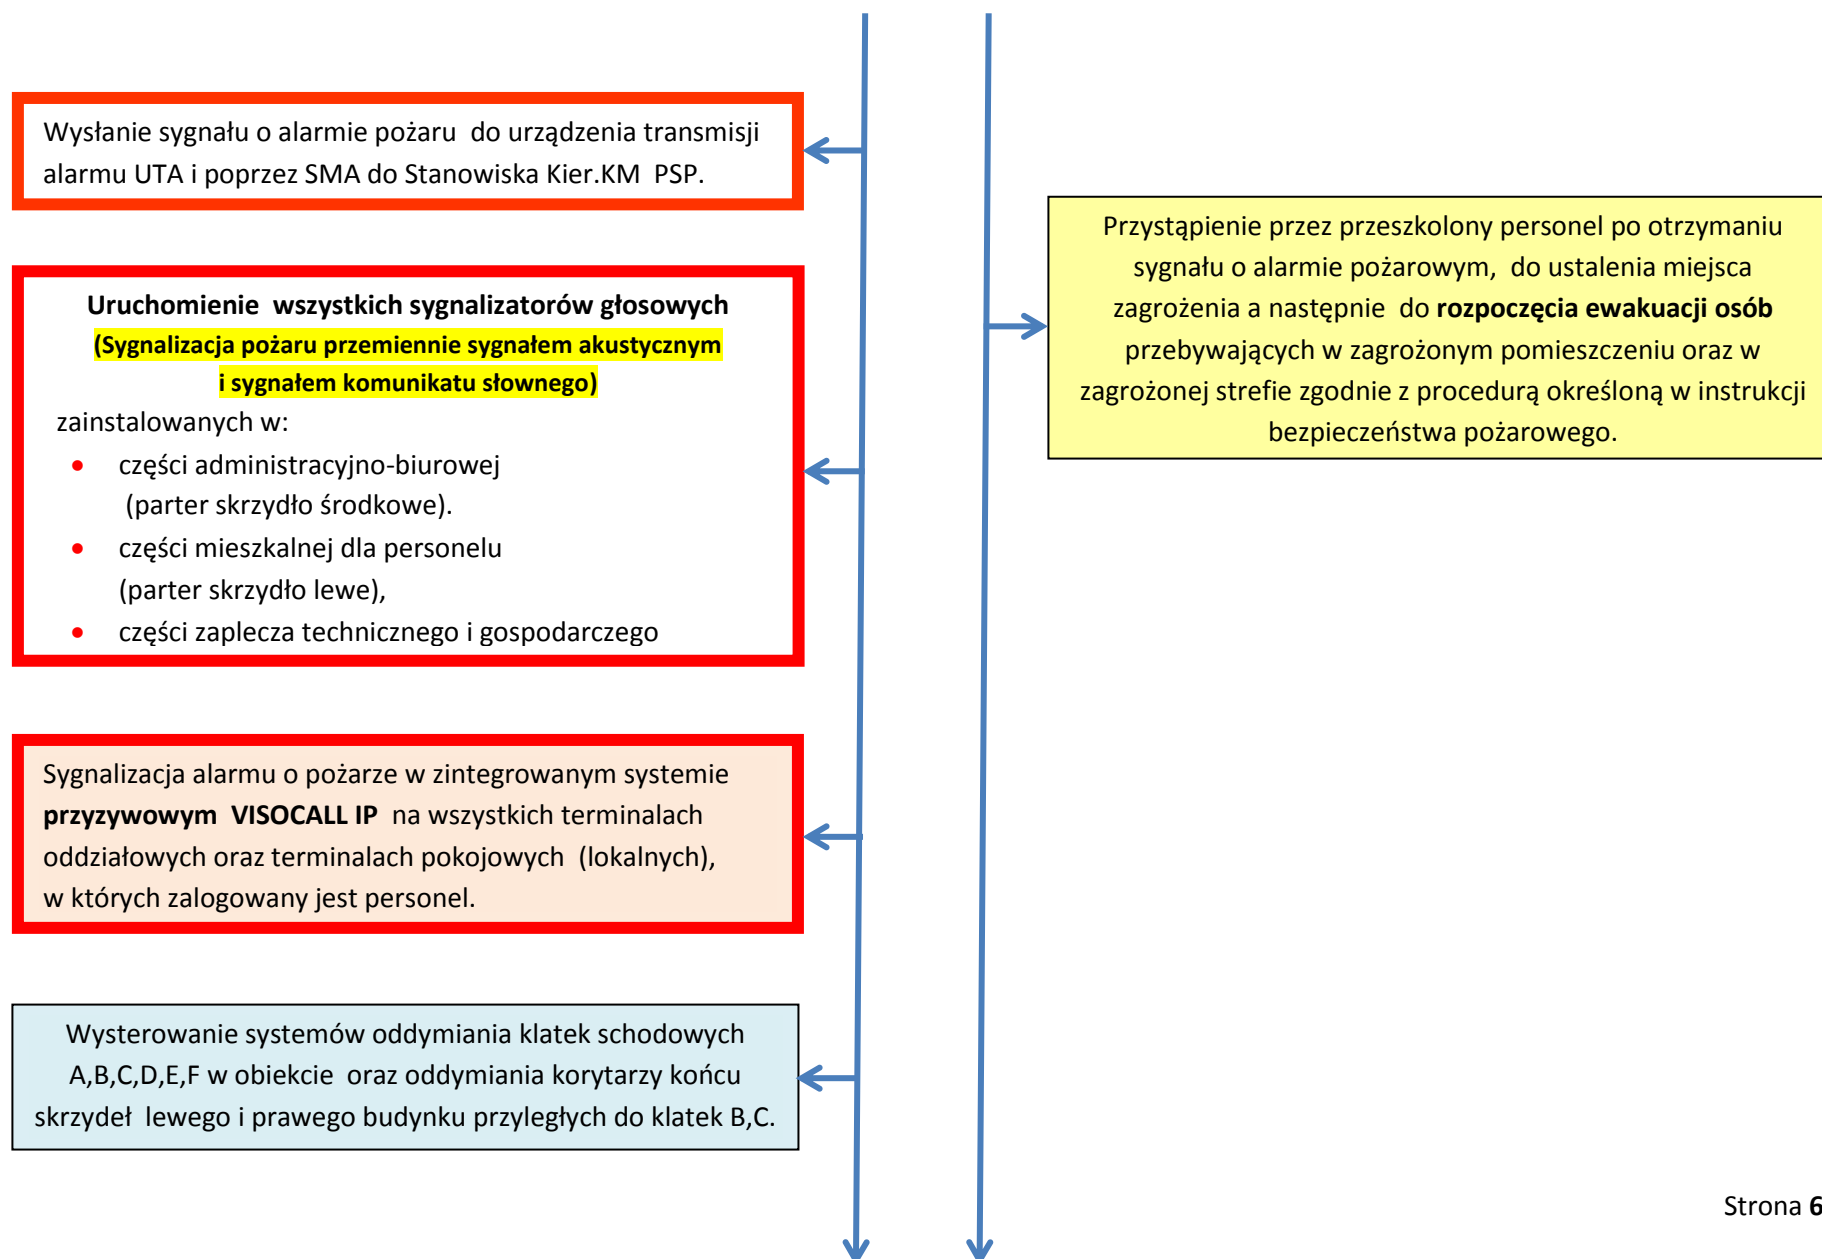 Wysłanie sygnału o alarmie pożaru do urządzenia transmisji
alarmu UTA i poprzez SMA do Stanowiska Kier.KM PSP.
Przystąpienie przez przeszkolony personel po otrzymaniu
sygnału o alarmie pożarowym, do ustalenia miejsca
zagrożenia a następnie do rozpoczęcia ewakuacji osób
przebywających w zagrożonym pomieszczeniu oraz w
zagrożonej strefie zgodnie z procedurą określoną w instrukcji
bezpieczeństwa pożarowego.
Uruchomienie wszystkich sygnalizatorów głosowych
(Sygnalizacja pożaru przemiennie sygnałem akustycznym
i sygnałem komunikatu słownego)
zainstalowanych w:
• części administracyjno-biurowej
(parter skrzydło środkowe).
• części mieszkalnej dla personelu
(parter skrzydło lewe),
• części zaplecza technicznego i gospodarczego
Sygnalizacja alarmu o pożarze w zintegrowanym systemie
przyzywowym VISOCALL IP na wszystkich terminalach
oddziałowych oraz terminalach pokojowych (lokalnych),
w których zalogowany jest personel.
Wysterowanie systemów oddymiania klatek schodowych
A,B,C,D,E,F w obiekcie oraz oddymiania korytarzy końcu
skrzydeł lewego i prawego budynku przyległych do klatek B,C.
Strona 6